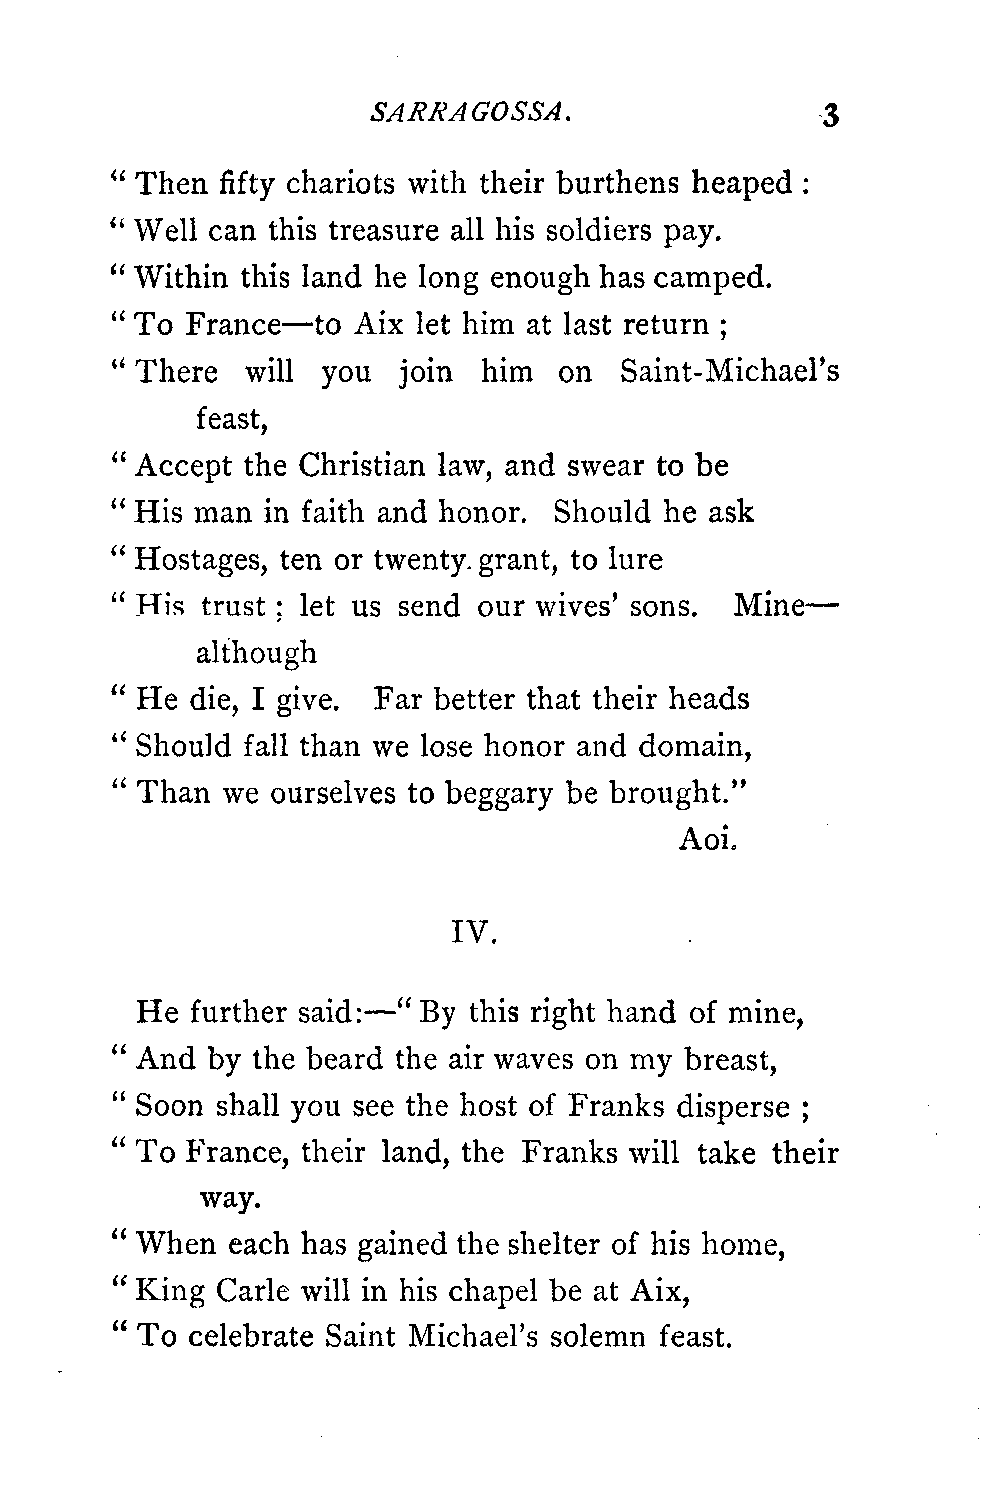 SARRAGOSSA. 3
“ Then fifty chariots with their burthens heaped :
“ Well can this treasure all his soldiers pay.
“ Within this land he long enough has camped.
“ To France—to Aix let him at last return ;
“ There will you join him on Saint-Michael's
feast,
“ Accept the Christian law, and swear to be
“ His man in faith and honor. Should he ask
“ Hostages, ten or twenty. grant, to lure
“ His trust ; let us send our wives' sons. Mine—
although
“ He die, I give. Far better that their heads
“ Should fall than we lose honor and domain,
“ Than we ourselves to beggary be brought.”
Aoi.
IV.
He further said:—“ By this right hand of mine,
“ And by the beard the air waves on my breast,
“ Soon shall you see the host of Franks disperse ;
“ To France, their land, the Franks will take their
way.
“ When each has gained the shelter of his home,
“ King Carle will in his chapel be at Aix,
“ To celebrate Saint Michael's solemn feast.